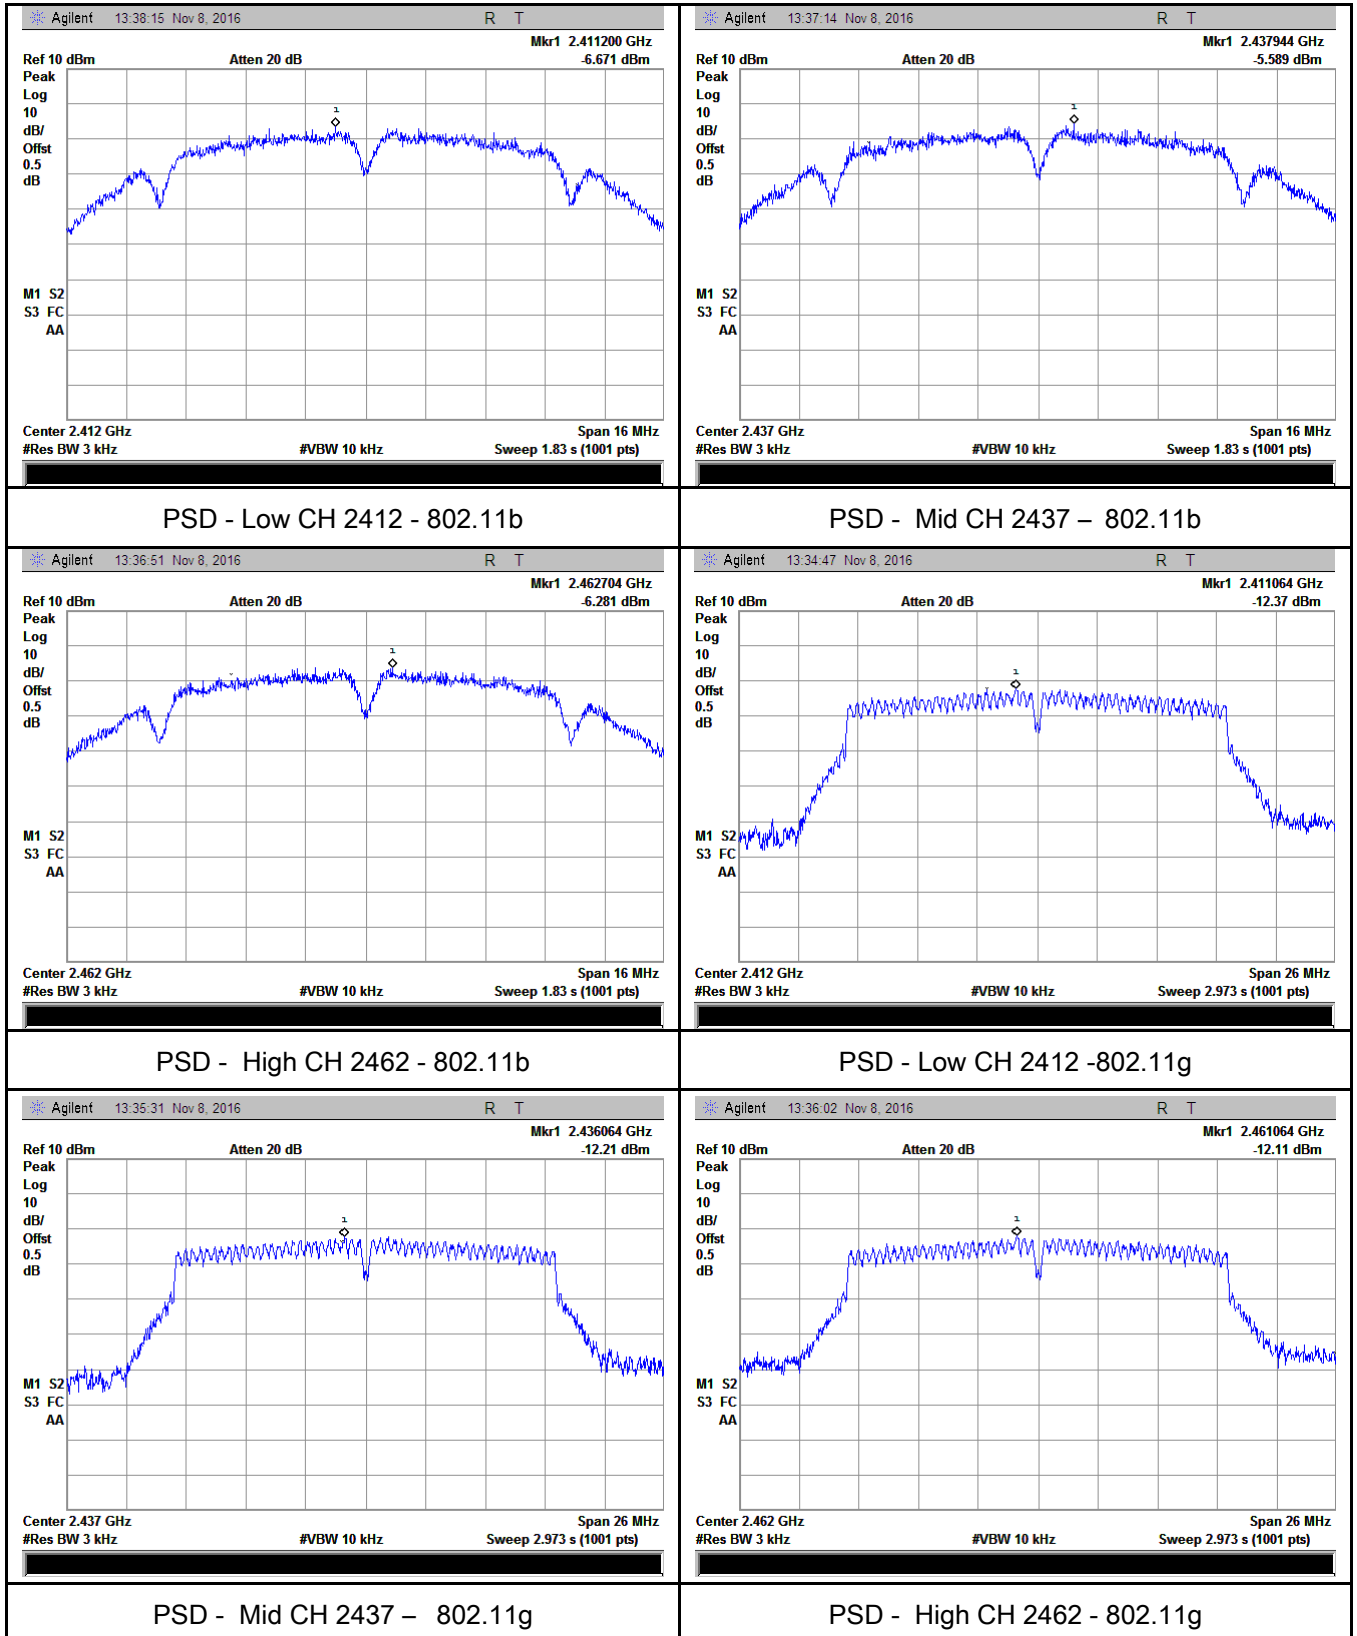 Agilent 13:38:15 Nov 8, 2016 R T
Mkr1 2.411200 GHz
Ref 10 dBm Atten 20 dB -6.671 dBm
Peak
Log
10
dB/
Offst
0.5
dB
1
M1 S2
S3 FC
AA
Center 2.412 GHz Span 16 MHz
#Res BW 3 kHz #VBW 10 kHz Sweep 1.83 s (1001 pts)
PSD - Low CH 2412 - 802.11b
Agilent 13:37:14 Nov 8, 2016 R T
Mkr1 2.437944 GHz
Ref 10 dBm Atten 20 dB -5.589 dBm
Peak
Log
10
dB/
Offst
0.5
dB
1
M1 S2
S3 FC
AA
Center 2.437 GHz Span 16 MHz
#Res BW 3 kHz #VBW 10 kHz Sweep 1.83 s (1001 pts)
PSD - Mid CH 2437 – 802.11b
Agilent 13:36:51 Nov 8, 2016 R T
Mkr1 2.462704 GHz
Ref 10 dBm Atten 20 dB -6.281 dBm
Peak
Log
10
dB/
Offst
0.5
dB
1
M1 S2
S3 FC
AA
Center 2.462 GHz Span 16 MHz
#Res BW 3 kHz #VBW 10 kHz Sweep 1.83 s (1001 pts)
PSD - High CH 2462 - 802.11b
Agilent 13:34:47 Nov 8, 2016 R T
Mkr1 2.411064 GHz
Ref 10 dBm Atten 20 dB -12.37 dBm
Peak
Log
10
dB/
Offst
0.5
dB
1
M1 S2
S3 FC
AA
Center 2.412 GHz Span 26 MHz
#Res BW 3 kHz #VBW 10 kHz Sweep 2.973 s (1001 pts)
PSD - Low CH 2412 -802.11g
Agilent 13:35:31 Nov 8, 2016 R T
Mkr1 2.436064 GHz
Ref 10 dBm Atten 20 dB -12.21 dBm
Peak
Log
10
dB/
Offst
0.5
dB
1
M1 S2
S3 FC
AA
Center 2.437 GHz Span 26 MHz
#Res BW 3 kHz #VBW 10 kHz Sweep 2.973 s (1001 pts)
PSD - Mid CH 2437 – 802.11g
Agilent 13:36:02 Nov 8, 2016 R T
Mkr1 2.461064 GHz
Ref 10 dBm Atten 20 dB -12.11 dBm
Peak
Log
10
dB/
Offst
0.5
dB
1
M1 S2
S3 FC
AA
Center 2.462 GHz Span 26 MHz
#Res BW 3 kHz #VBW 10 kHz Sweep 2.973 s (1001 pts)
PSD - High CH 2462 - 802.11g